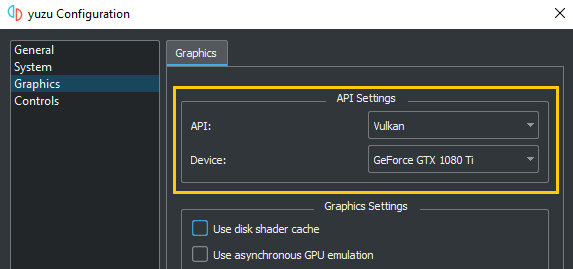 yuzu Configuration
General
System
Graphics
Controls
Graphics
API Settings
API:
Vulkan
Device:
GeForce GTX 1080 Ti
Graphics Settings
Use disk shader cache
Use asynchronous GPU emulation